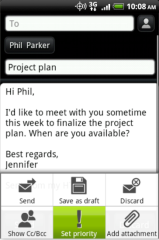 3G 10:08 AM
To
Phil Parker
Project plan
Hi Phil,
I'd like to meet with you sometime
this week to finalize the project
plan. When are you available?
Best regards,
Jennifer
Send Save as draft Discard
Show Cc/Bcc Set priority Add attachment